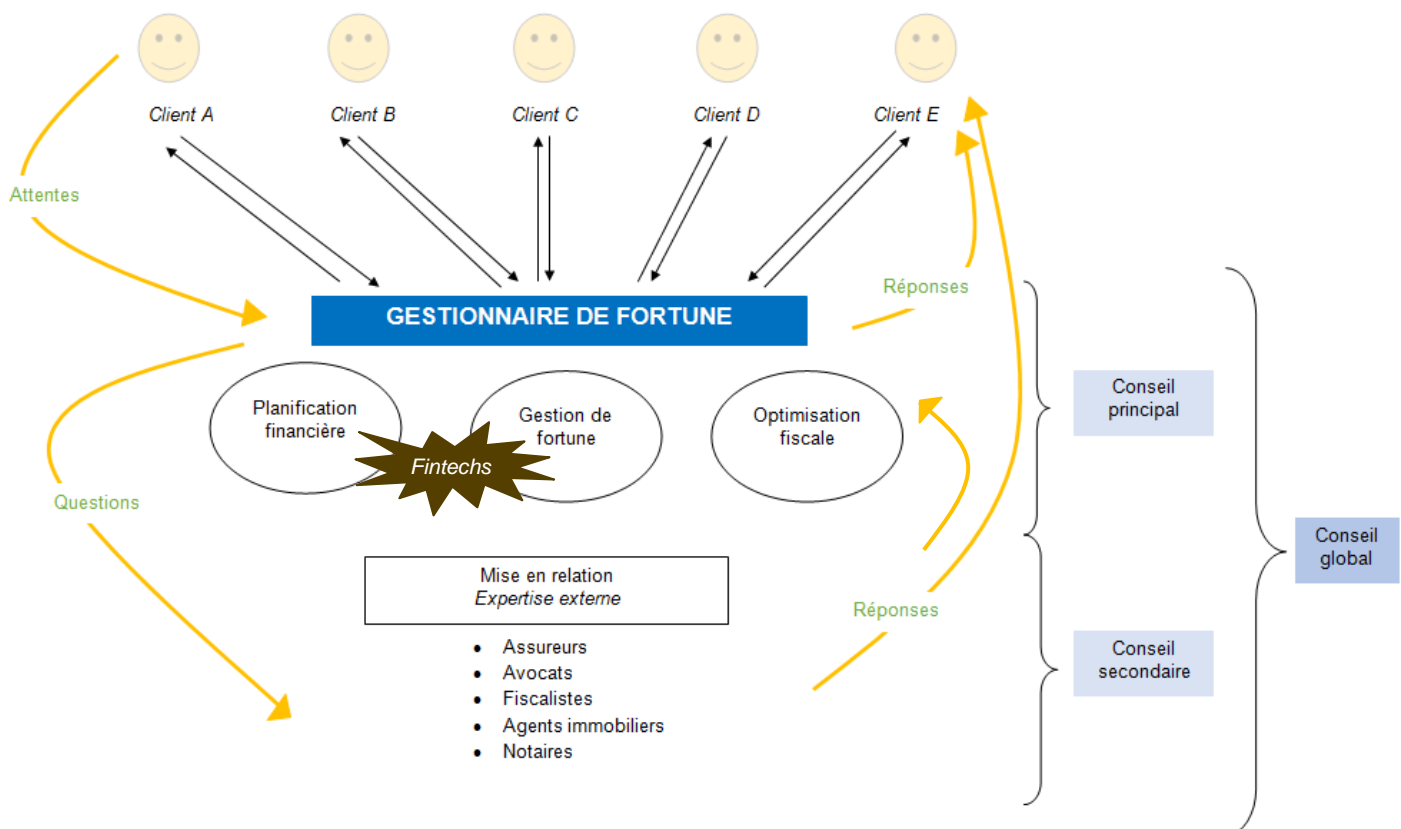 Client A
Client B
Client C
Client D
Client E
Attentes
Réponses
GESTIONNAIRE DE FORTUNE
Planification
financière
Gestion de
fortune
Optimisation
fiscale
Fintechs
Conseil
principal
Questions
Conseil
global
Mise en relation
Expertise externe
Réponses
Assureurs
Avocats
Fiscalistes
Agents immobiliers
Notaires
Conseil
secondaire